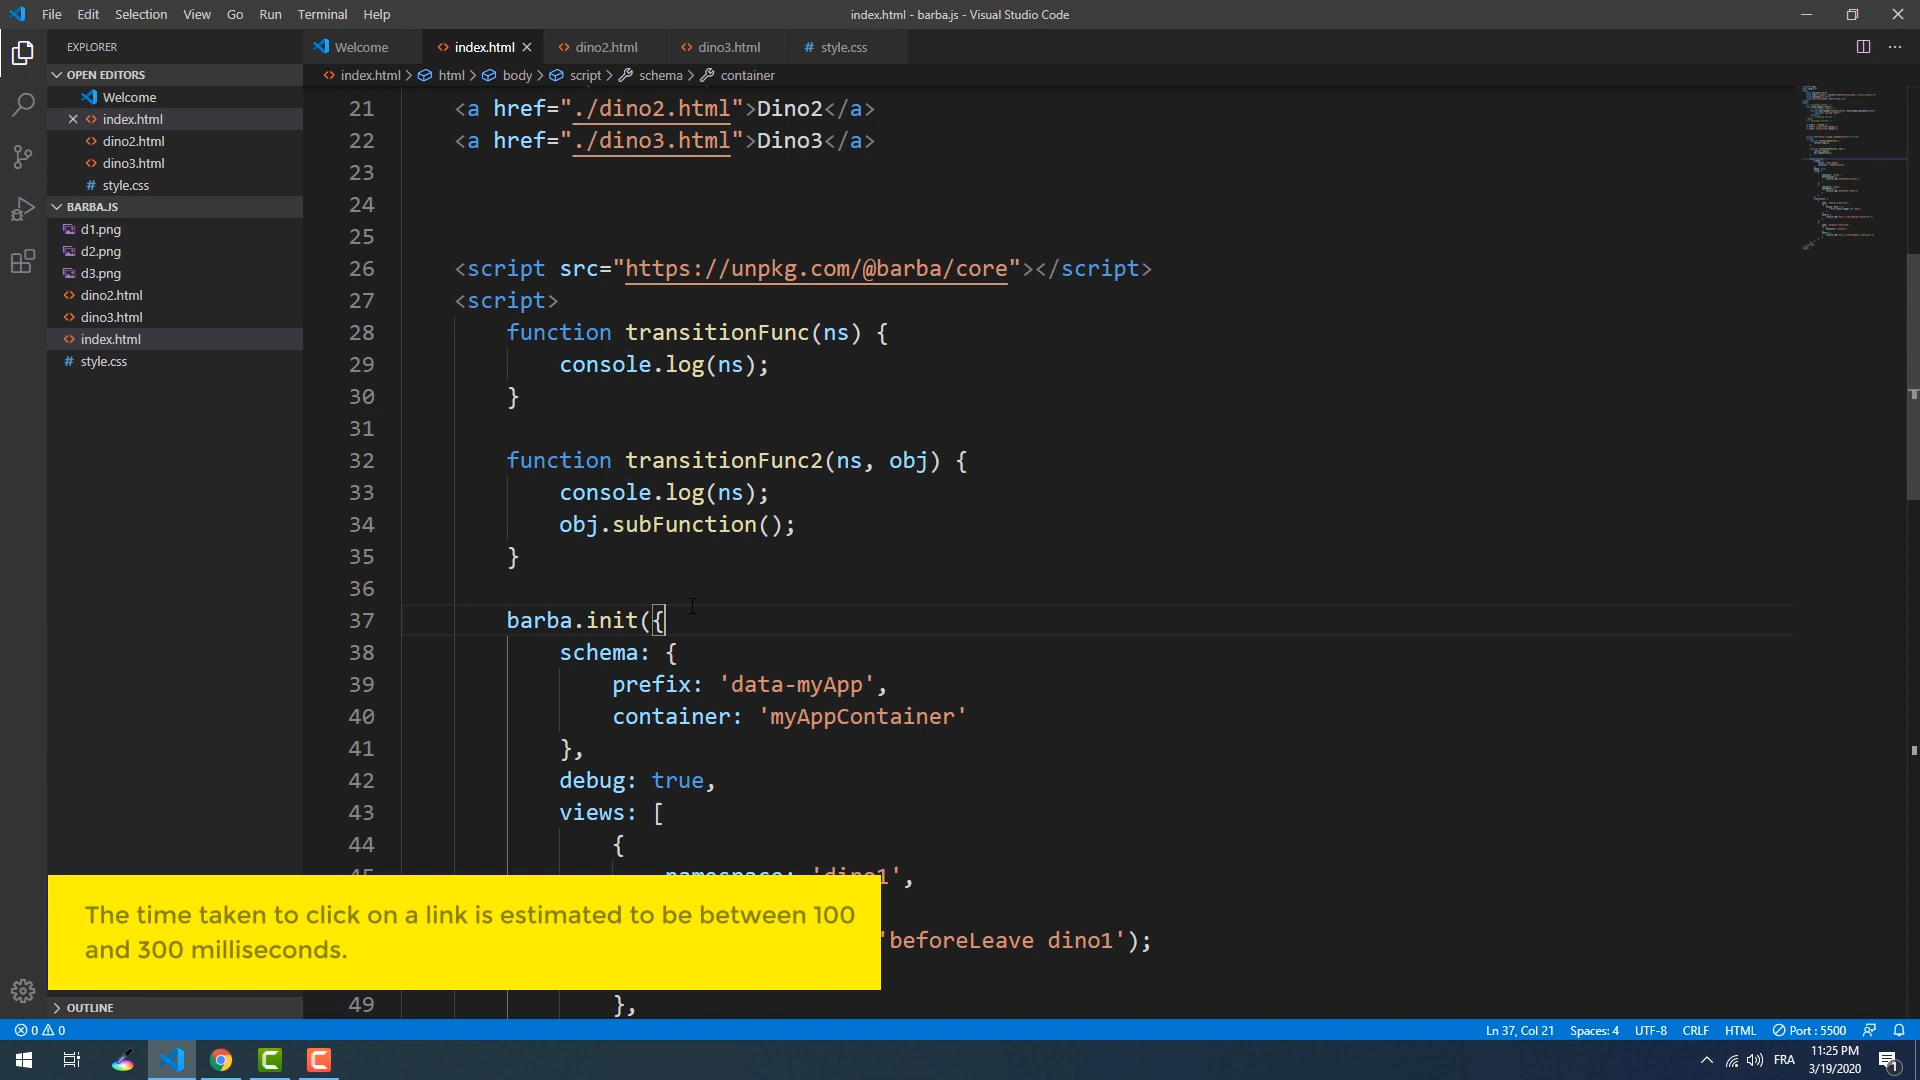 File Edit Selection View Go Run Terminal Help
index.html - barba.js - Visual Studio Code
EXPLORER
OPEN EDITORS
Welcome
index.html
dino2.html
dino3.html
style.css
BARBA.JS
d1.png
d2.png
d3.png
dino2.html
dino3.html
index.html
style.css
OUTLINE
Welcome index.html dino2.html dino3.html style.css
index.html > html > body > script > schema > container
21 <a href="./dino2.html">Dino2</a>
22 <a href="./dino3.html">Dino3</a>
23
24
25
26 <script src="https://unpkg.com/@barba/core"></script>
27 <script>
28 function transitionFunc(ns) {
29 console.log(ns);
30 }
31
32 function transitionFunc2(ns, obj) {
33 console.log(ns);
34 obj.subFunction();
35 }
36
37 barba.init({
38 schema: {
39 prefix: 'data-myApp',
40 container: 'myAppContainer'
41 },
42 debug: true,
43 views: [
44 {
45 namespace: 'dino1',
'beforeLeave dino1');
49 },
The time taken to click on a link is estimated to be between 100
and 300 milliseconds.
0 0
Ln 37, Col 21 Spaces: 4 UTF-8 CRLF HTML Port : 5500
FRA
11:25 PM
3/19/2020
1